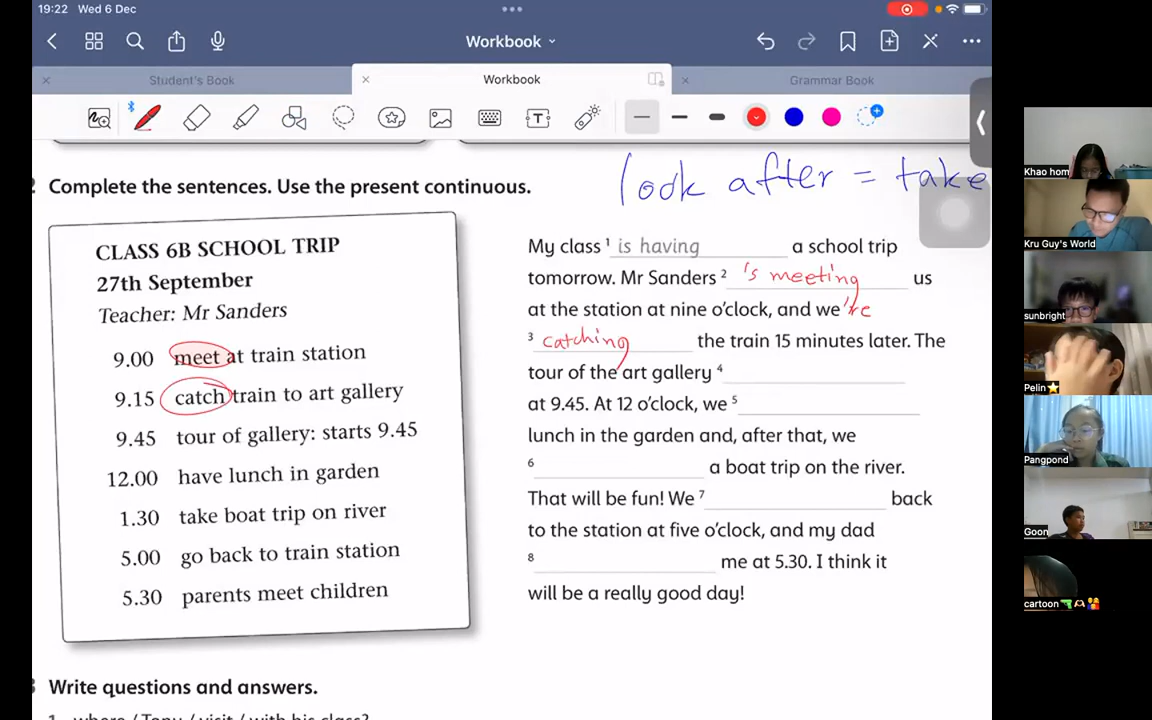 19:22 Wed 6 Dec
Workbook
Student's Book
Workbook
Grammar Book
look after = take
Complete the sentences. Use the present continuous.
CLASS 6B SCHOOL TRIP
27th September
Teacher: Mr Sanders
9.00 meet at train station
9.15 catch train to art gallery
9.45 tour of gallery: starts 9.45
12.00 have lunch in garden
1.30 take boat trip on river
5.00 go back to train station
5.30 parents meet children
My class 1 is having a school trip
tomorrow. Mr Sanders 2 's meeting us
at the station at nine o'clock, and we 're
3 catching the train 15 minutes later. The
tour of the art gallery 4
at 9.45. At 12 o'clock, we 5
lunch in the garden and, after that, we
6 a boat trip on the river.
That will be fun! We 7 back
to the station at five o'clock, and my dad
8 me at 5.30. I think it
will be a really good day!
Write questions and answers.
1 where / Tony / visit / with his class?
Khao hom
Kru Guy's World
sunbright
Pelin⭐
Pangpond
Goon
cartoon